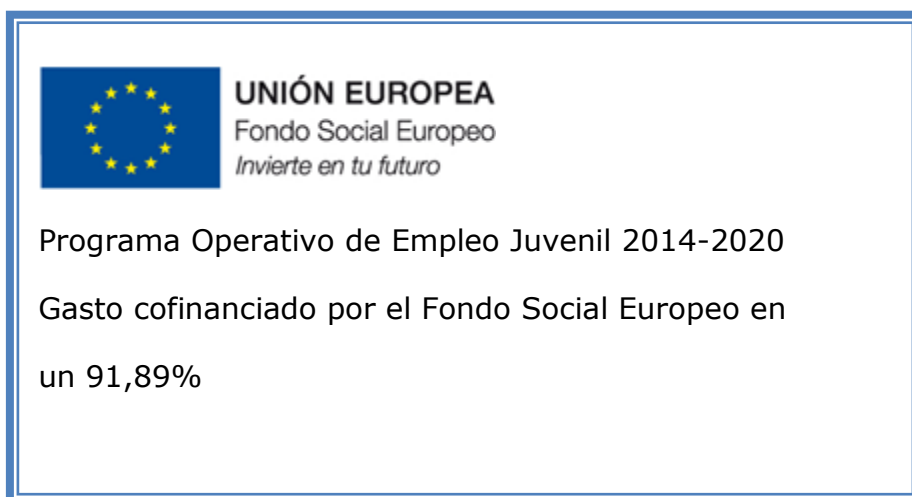 UNIÓN EUROPEA
Fondo Social Europeo
Invierte en tu futuro
Programa Operativo de Empleo Juvenil 2014-2020
Gasto cofinanciado por el Fondo Social Europeo en
un 91,89%